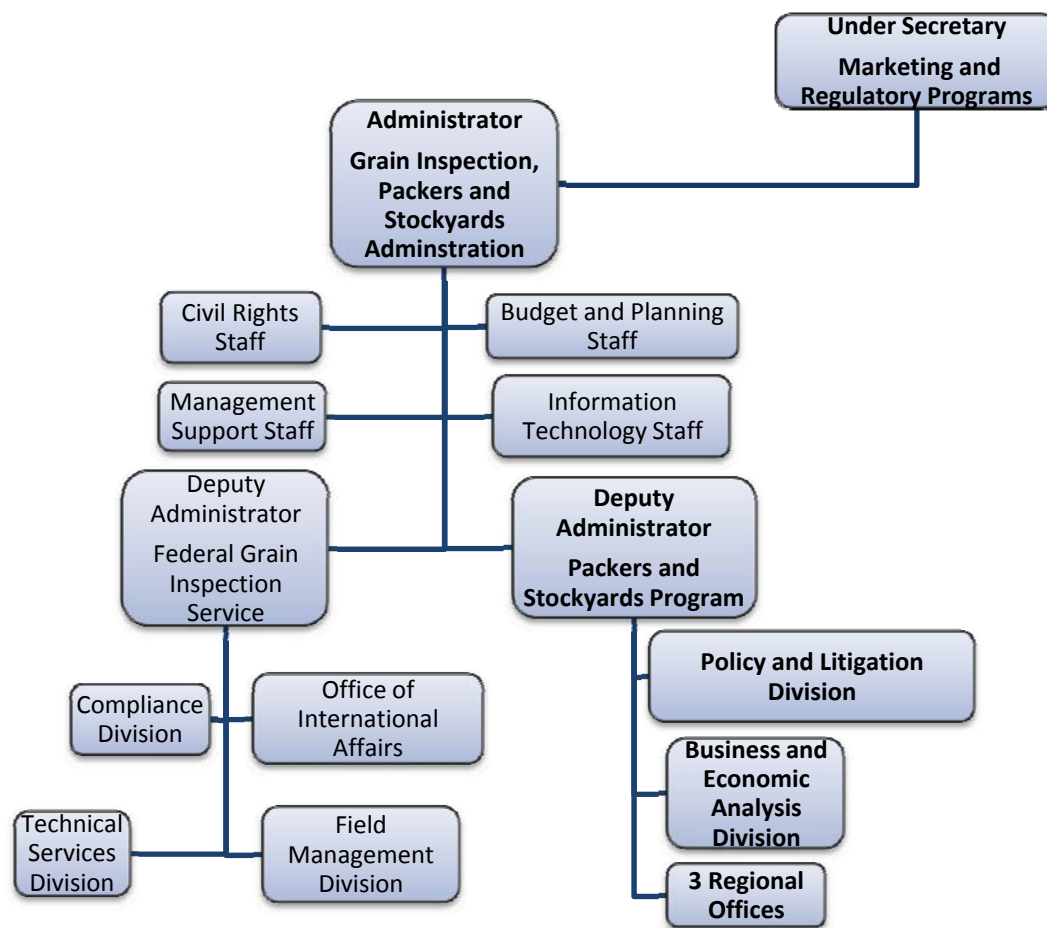 Under Secretary
Marketing and
Regulatory Programs
Administrator
Grain Inspection,
Packers and
Stockyards
Adminstration
Civil Rights
Staff
Budget and Planning
Staff
Management
Support Staff
Information
Technology Staff
Deputy
Administrator
Federal Grain
Inspection
Service
Deputy
Administrator
Packers and
Stockyards Program
Policy and Litigation
Division
Compliance
Division
Office of
International
Affairs
Business and
Economic
Analysis
Division
Technical
Services
Division
Field
Management
Division
3 Regional
Offices